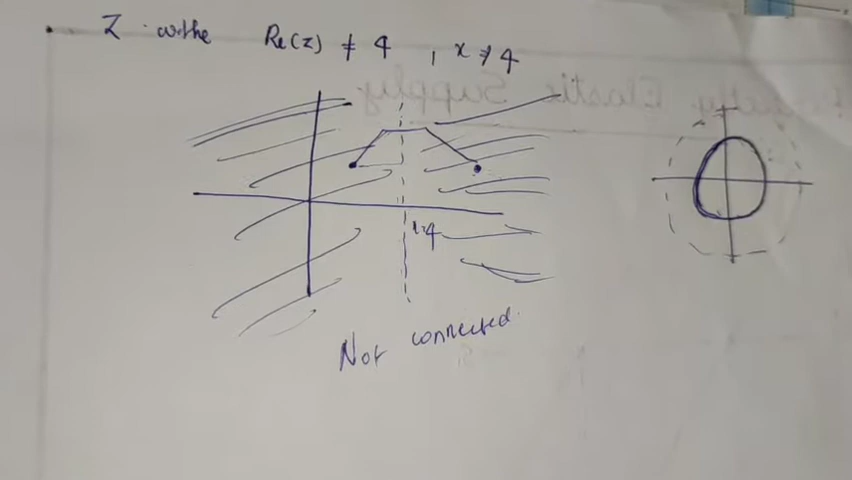 Z with Re(z) ≠ 4 , x ≠ 4
x=4
Not connected.